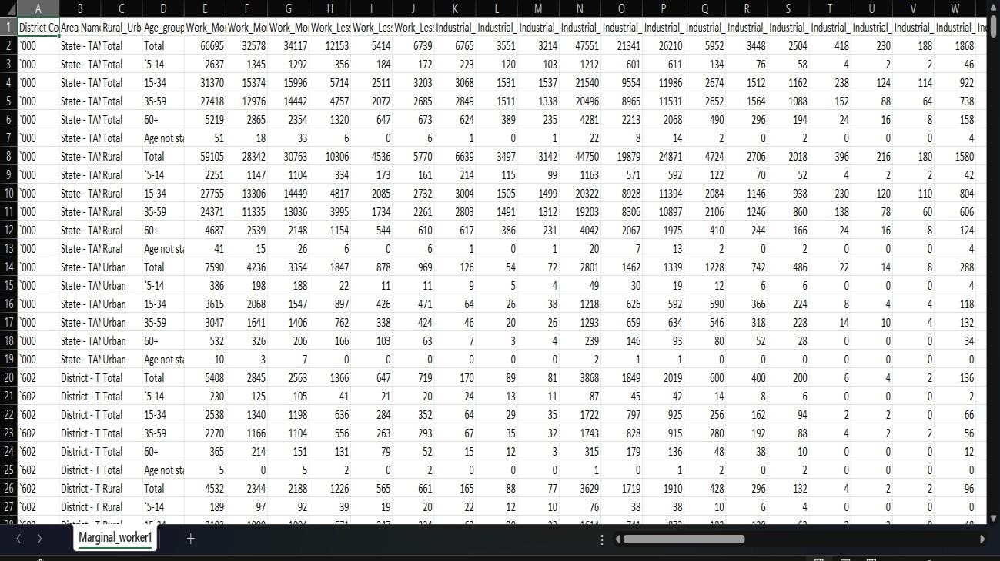 A B C D E F G H I J K L M N O P Q R S T U V W
1 District Co Area Nam Rural_Urb Age_group Work_Mo Work_Mo Work_Mo Work_Les Work_Les Work_Les Industrial_ Industrial_ Industrial_ Industrial_ Industrial_ Industrial_ Industrial_ Industrial_ Industrial_ Industrial_ Industrial_ Industrial_ Industrial_ In
2 `000 State - TAM Total Total 66695 32578 34117 12153 5414 6739 6765 3551 3214 47551 21341 26210 5952 3448 2504 418 230 188 1868
3 `000 State - TAM Total `5-14 2637 1345 1292 356 184 172 223 120 103 1212 601 611 134 76 58 4 2 2 46
4 `000 State - TAM Total 15-34 31370 15374 15996 5714 2511 3203 3068 1531 1537 21540 9554 11986 2674 1512 1162 238 124 114 922
5 `000 State - TAM Total 35-59 27418 12976 14442 4757 2072 2685 2849 1511 1338 20496 8965 11531 2652 1564 1088 152 88 64 738
6 `000 State - TAM Total 60+ 5219 2865 2354 1320 647 673 624 389 235 4281 2213 2068 490 296 194 24 16 8 158
7 `000 State - TAM Total Age not sta 51 18 33 6 0 6 1 0 1 22 8 14 2 0 2 0 0 0 4
8 `000 State - TAM Rural Total 59105 28342 30763 10306 4536 5770 6639 3497 3142 44750 19879 24871 4724 2706 2018 396 216 180 1580
9 `000 State - TAM Rural `5-14 2251 1147 1104 334 173 161 214 115 99 1163 571 592 122 70 52 4 2 2 42
10 `000 State - TAM Rural 15-34 27755 13306 14449 4817 2085 2732 3004 1505 1499 20322 8928 11394 2084 1146 938 230 120 110 804
11 `000 State - TAM Rural 35-59 24371 11335 13036 3995 1734 2261 2803 1491 1312 19203 8306 10897 2106 1246 860 138 78 60 606
12 `000 State - TAM Rural 60+ 4687 2539 2148 1154 544 610 617 386 231 4042 2067 1975 410 244 166 24 16 8 124
13 `000 State - TAM Rural Age not sta 41 15 26 6 0 6 1 0 1 20 7 13 2 0 2 0 0 0 4
14 `000 State - TAM Urban Total 7590 4236 3354 1847 878 969 126 54 72 2801 1462 1339 1228 742 486 22 14 8 288
15 `000 State - TAM Urban `5-14 386 198 188 22 11 11 9 5 4 49 30 19 12 6 6 0 0 0 4
16 `000 State - TAM Urban 15-34 3615 2068 1547 897 426 471 64 26 38 1218 626 592 590 366 224 8 4 4 118
17 `000 State - TAM Urban 35-59 3047 1641 1406 762 338 424 46 20 26 1293 659 634 546 318 228 14 10 4 132
18 `000 State - TAM Urban 60+ 532 326 206 166 103 63 7 3 4 239 146 93 80 52 28 0 0 0 34
19 `000 State - TAM Urban Age not sta 10 3 7 0 0 0 0 0 0 2 1 1 0 0 0 0 0 0 0
20 `602 District - T Total Total 5408 2845 2563 1366 647 719 170 89 81 3868 1849 2019 600 400 200 6 4 2 136
21 `602 District - T Total `5-14 230 125 105 41 21 20 24 13 11 87 45 42 14 8 6 0 0 0 2
22 `602 District - T Total 15-34 2538 1340 1198 636 284 352 64 29 35 1722 797 925 256 162 94 2 2 0 66
23 `602 District - T Total 35-59 2270 1166 1104 556 263 293 67 35 32 1743 828 915 280 192 88 4 2 2 56
24 `602 District - T Total 60+ 365 214 151 131 79 52 15 12 3 315 179 136 48 38 10 0 0 0 12
25 `602 District - T Total Age not sta 5 0 5 2 0 2 0 0 0 1 0 1 2 0 2 0 0 0 0
26 `602 District - T Rural Total 4532 2344 2188 1226 565 661 165 88 77 3629 1719 1910 428 296 132 4 2 2 96
27 `602 District - T Rural `5-14 189 97 92 39 19 20 22 12 10 76 38 38 10 6 4 0 0 0 0
Marginal_worker1